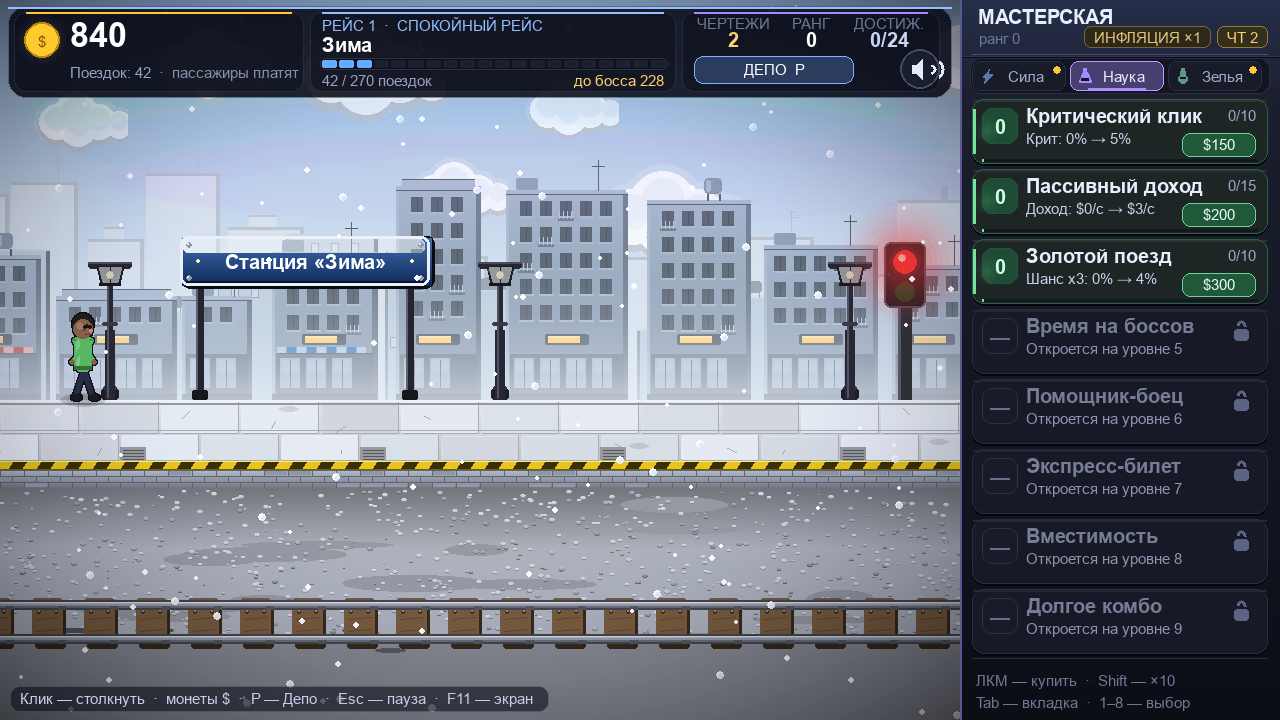 840
Поездок: 42 · пассажиры платят
РЕЙС 1 · СПОКОЙНЫЙ РЕЙС
Зима
42 / 270 поездок
до босса 228
ЧЕРТЕЖИ РАНГ ДОСТИЖ.
2 0 0/24
ДЕПО P
Станция «Зима»
Клик — столкнуть · монеты $ · P — Депо · Esc — пауза · F11 — экран
МАСТЕРСКАЯ
ранг 0
ИНФЛЯЦИЯ ×1
ЧТ 2
Сила
Наука
Зелья
0
Критический клик
0/10
Крит: 0% → 5%
$150
0
Пассивный доход
0/15
Доход: $0/с → $3/с
$200
0
Золотой поезд
0/10
Шанс x3: 0% → 4%
$300
— Время на боссов
Откроется на уровне 5
— Помощник-боец
Откроется на уровне 6
— Экспресс-билет
Откроется на уровне 7
— Вместимость
Откроется на уровне 8
— Долгое комбо
Откроется на уровне 9
ЛКМ — купить · Shift — ×10
Tab — вкладка · 1–8 — выбор